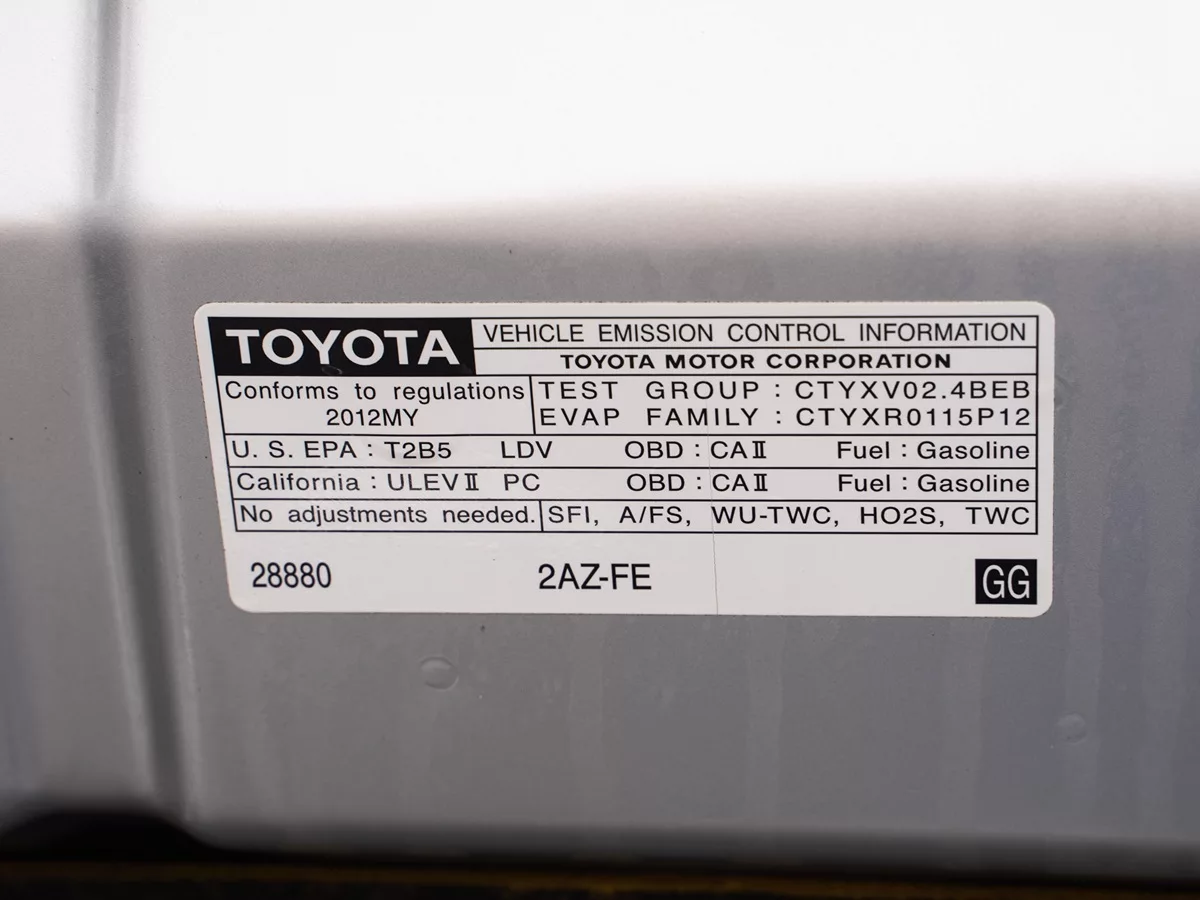 TOYOTA VEHICLE EMISSION CONTROL INFORMATION
TOYOTA MOTOR CORPORATION
Conforms to regulations TEST GROUP : CTYXV02.4BEB
2012MY EVAP FAMILY : CTYXR0115P12
U. S. EPA : T2B5 LDV OBD : CAⅡ Fuel : Gasoline
California : ULEVⅡ PC OBD : CAⅡ Fuel : Gasoline
No adjustments needed. SFI, A/FS, WU-TWC, HO2S, TWC
28880 2AZ-FE GG